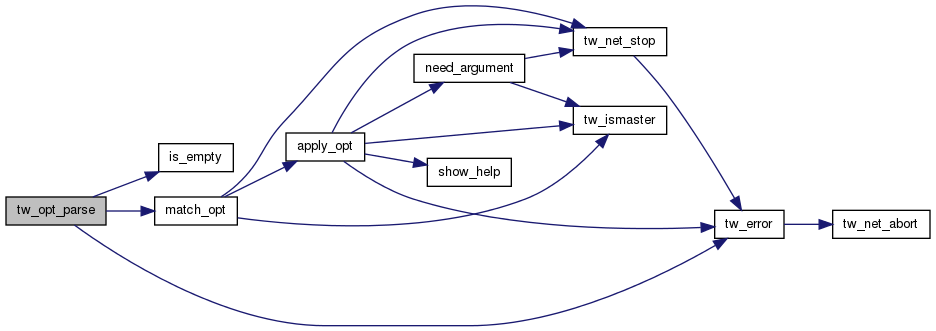 tw_net_stop
need_argument
tw_ismaster
apply_opt
is_empty
show_help
tw_opt_parse
match_opt
tw_error
tw_net_abort